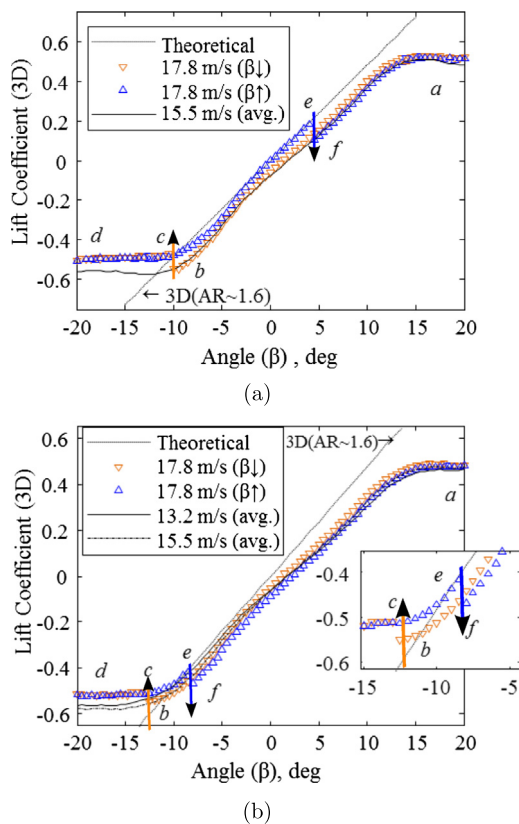 (a)
Lift Coefficient (3D)
0.6
0.4
0.2
0
-0.2
-0.4
-0.6
Theoretical
17.8 m/s (β↓)
17.8 m/s (β↑)
15.5 m/s (avg.)
e
f
a
d
c
b
← 3D(AR~1.6)
-20 -15 -10 -5 0 5 10 15 20
Angle (β) , deg
(a)
Lift Coefficient (3D)
0.6
0.4
0.2
0
-0.2
-0.4
-0.6
Theoretical
17.8 m/s (β↓)
17.8 m/s (β↑)
13.2 m/s (avg.)
15.5 m/s (avg.)
3D(AR~1.6)→
a
d
c
e
b
f
-0.4
-0.5
-0.6
c
e
b
f
-15 -10 -5
-20 -15 -10 -5 0 5 10 15 20
Angle (β), deg
(b)